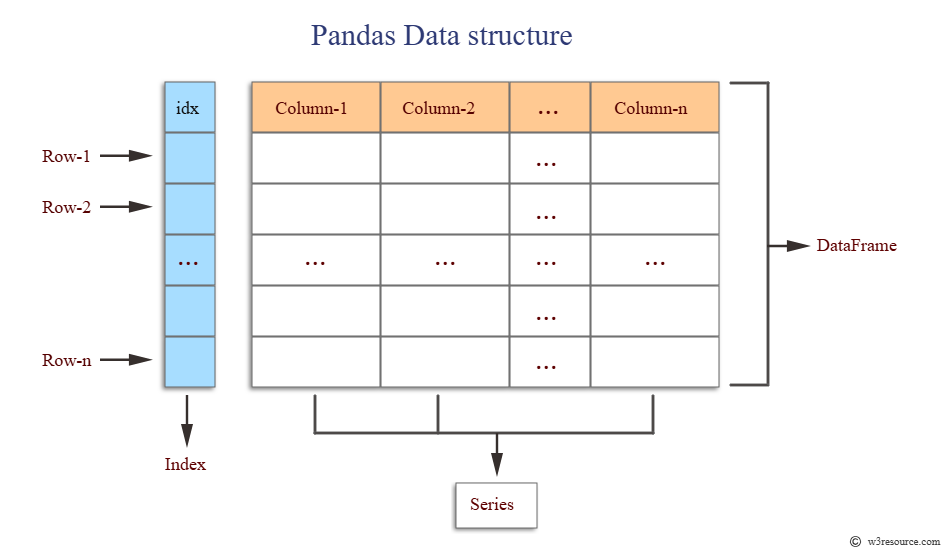 Pandas Data structure
idx
Column-1 Column-2 ... Column-n
Row-1
...
Row-2
...
... ... ... ... ...
DataFrame
...
Row-n
...
Index
Series
© w3resource.com